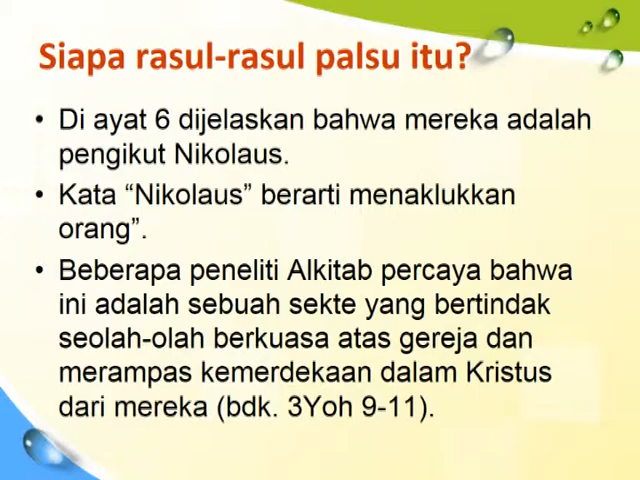 Siapa rasul-rasul palsu itu?
• Di ayat 6 dijelaskan bahwa mereka adalah
pengikut Nikolaus.
• Kata “Nikolaus” berarti menaklukkan
orang”.
• Beberapa peneliti Alkitab percaya bahwa
ini adalah sebuah sekte yang bertindak
seolah-olah berkuasa atas gereja dan
merampas kemerdekaan dalam Kristus
dari mereka (bdk. 3Yoh 9-11).